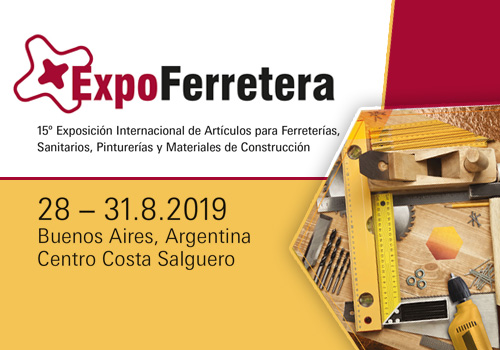 ExpoFerretera
15º Exposición Internacional de Artículos para Ferreterías,
Sanitarios, Pinturerías y Materiales de Construcción
28 – 31.8.2019
Buenos Aires, Argentina
Centro Costa Salguero